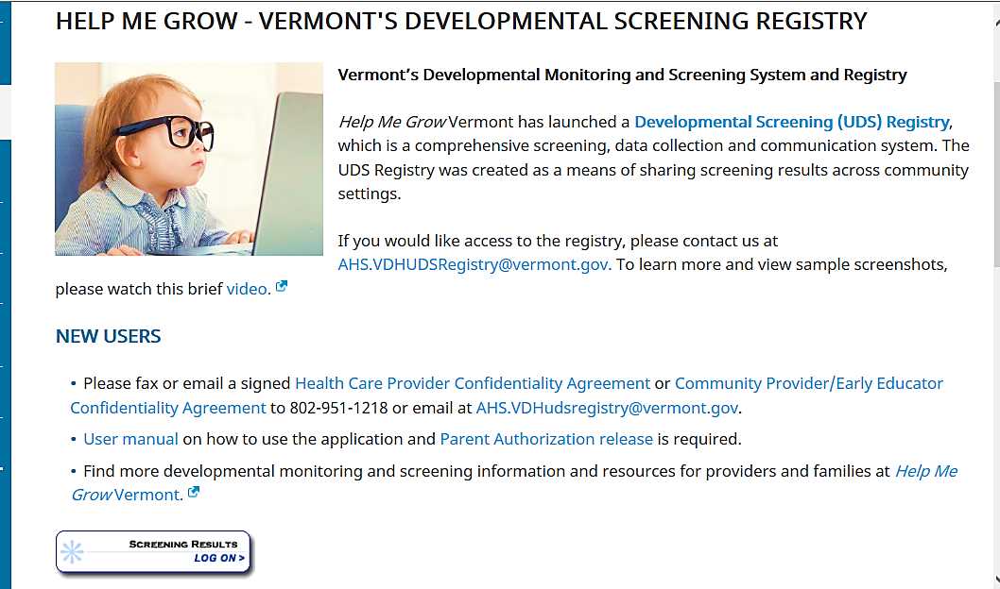 HELP ME GROW - VERMONT'S DEVELOPMENTAL SCREENING REGISTRY
Vermont’s Developmental Monitoring and Screening System and Registry
Help Me Grow Vermont has launched a Developmental Screening (UDS) Registry,
which is a comprehensive screening, data collection and communication system. The
UDS Registry was created as a means of sharing screening results across community
settings.
If you would like access to the registry, please contact us at
AHS.VDHUDSRegistry@vermont.gov. To learn more and view sample screenshots,
please watch this brief video.
NEW USERS
• Please fax or email a signed Health Care Provider Confidentiality Agreement or Community Provider/Early Educator
Confidentiality Agreement to 802-951-1218 or email at AHS.VDHudsregistry@vermont.gov.
• User manual on how to use the application and Parent Authorization release is required.
• Find more developmental monitoring and screening information and resources for providers and families at Help Me
Grow Vermont.
SCREENING RESULTS
LOG ON >